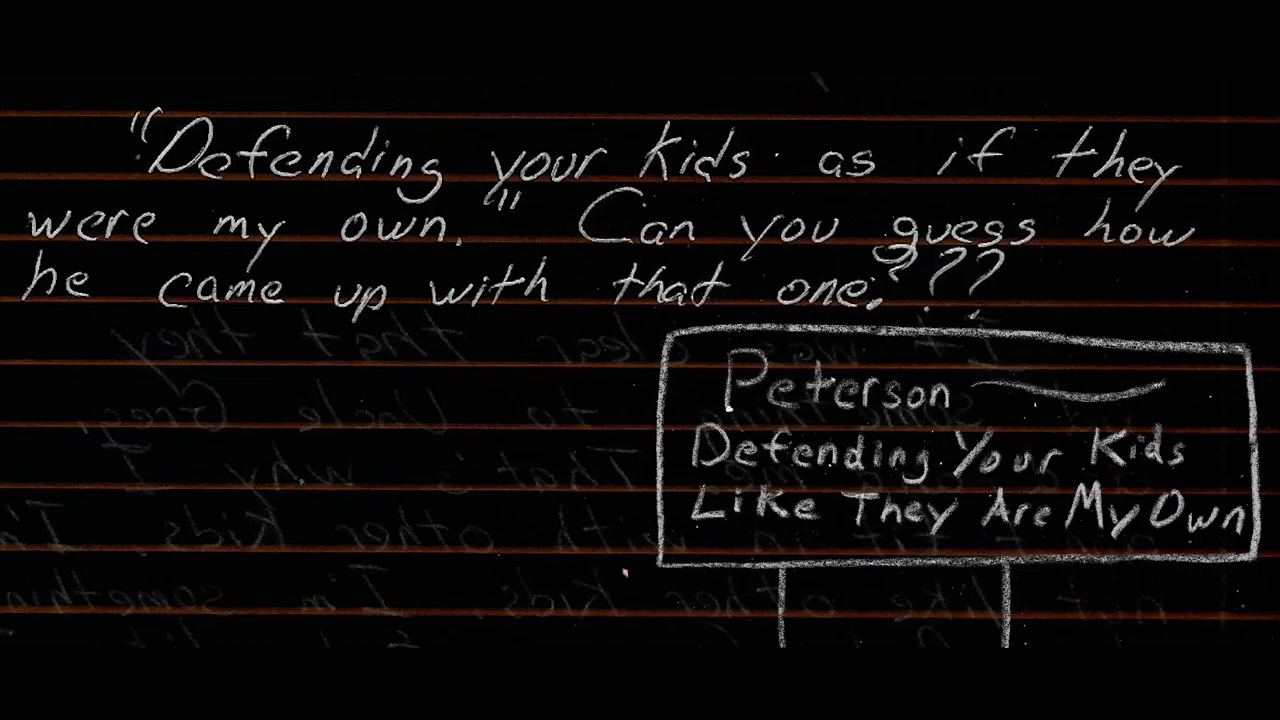 "Defending your kids as if they
were my own." Can you guess how
he came up with that one???
Peterson
Defending Your Kids
Like They Are My Own